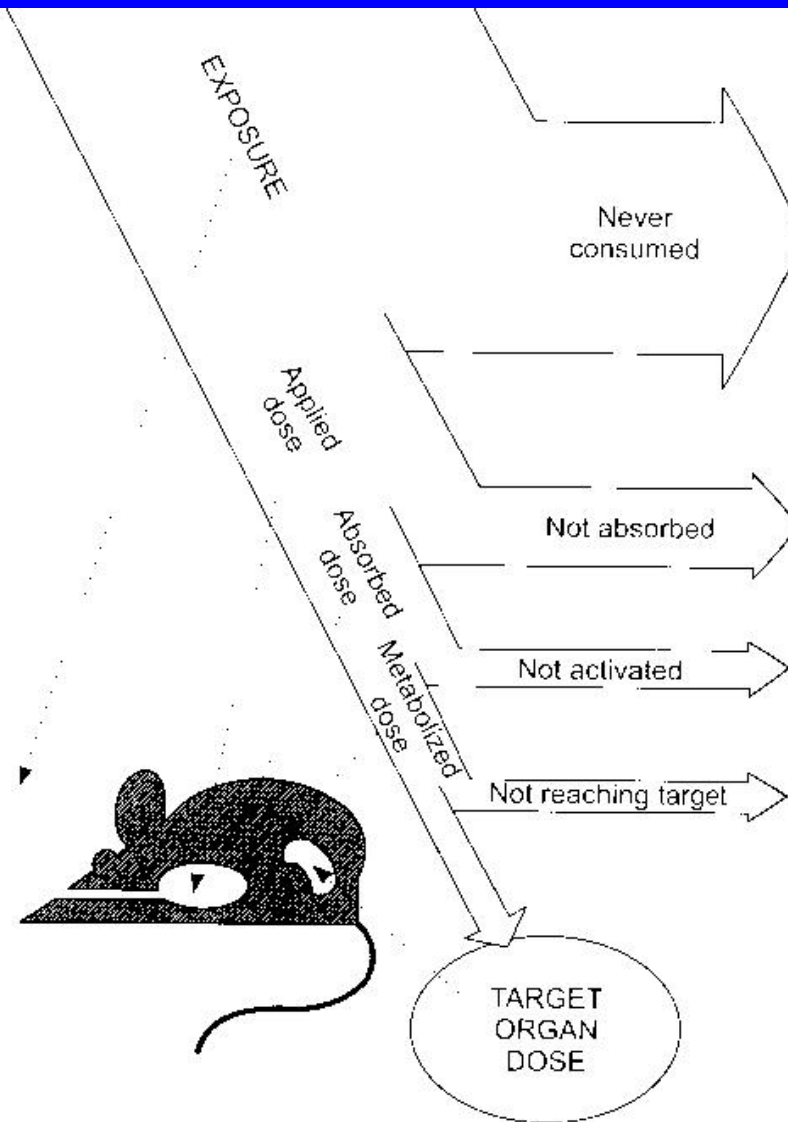 EXPOSURE
Never
consumed
Applied
dose
Not absorbed
Absorbed
dose
Not activated
Metabolized
dose
Not reaching target
TARGET
ORGAN
DOSE